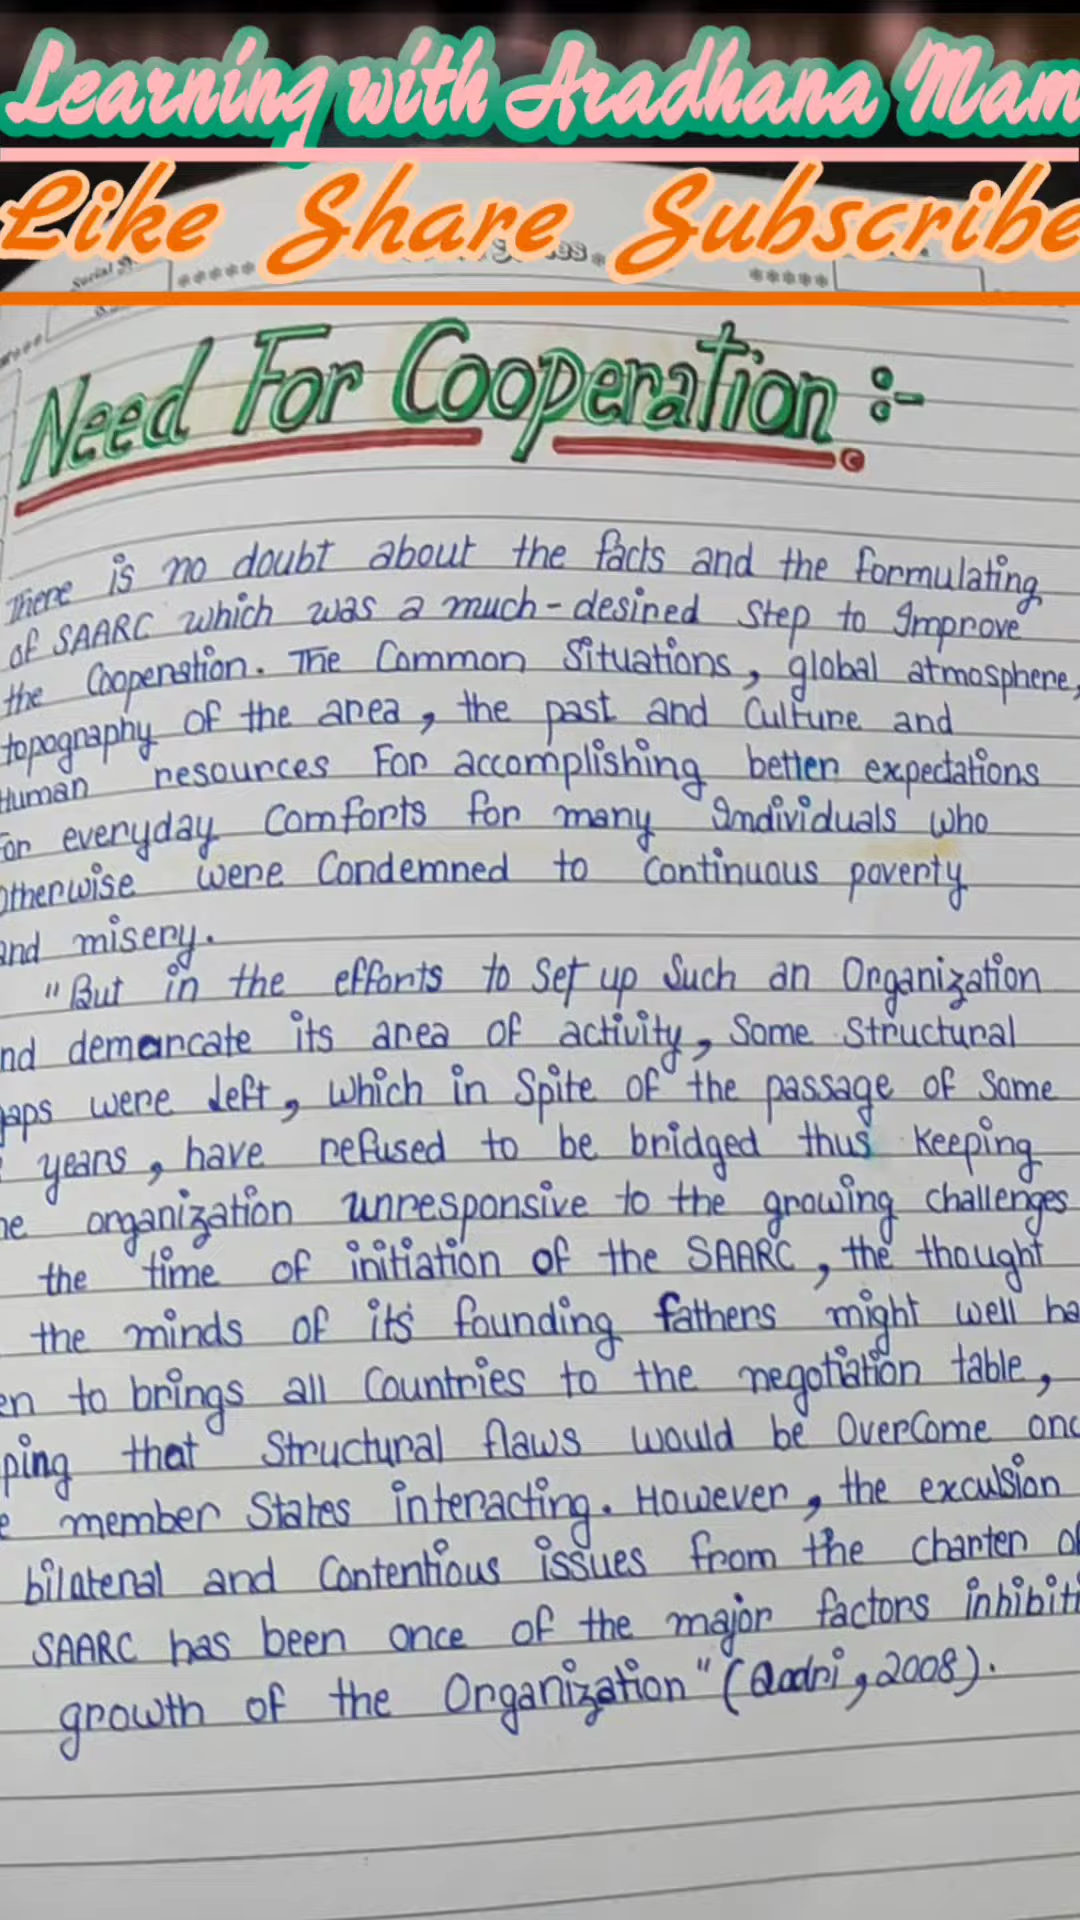 Learning with Aradhana Mam
Like Share Subscribe
Social S
Need For Cooperation :-
There is no doubt about the facts and the formulating
of SAARC which was a much-desired step to Improve
the Cooperation. The Common Situations, global atmosphere,
topography of the area, the past and Culture and
Human resources For accomplishing better expectations
For everyday Comforts for many Individuals who
otherwise were Condemned to Continuous poverty
and misery.
"But in the efforts to Set up Such an Organization
nd demarcate its area of activity, Some Structural
gaps were left, which in Spite of the passage of Some
years, have refused to be bridged thus Keeping
he organization unresponsive to the growing challenges
the time of initiation of the SAARC, the thought
the minds of its founding fathers might well ha
en to brings all Countries to the negotiation table,
ping that Structural flaws would be Overcome onc
e member States interacting. However, the exculsion
bilateral and Contentious issues from the charter of
SAARC has been once of the major factors inhibiti
growth of the Organization" (Qadri, 2008).